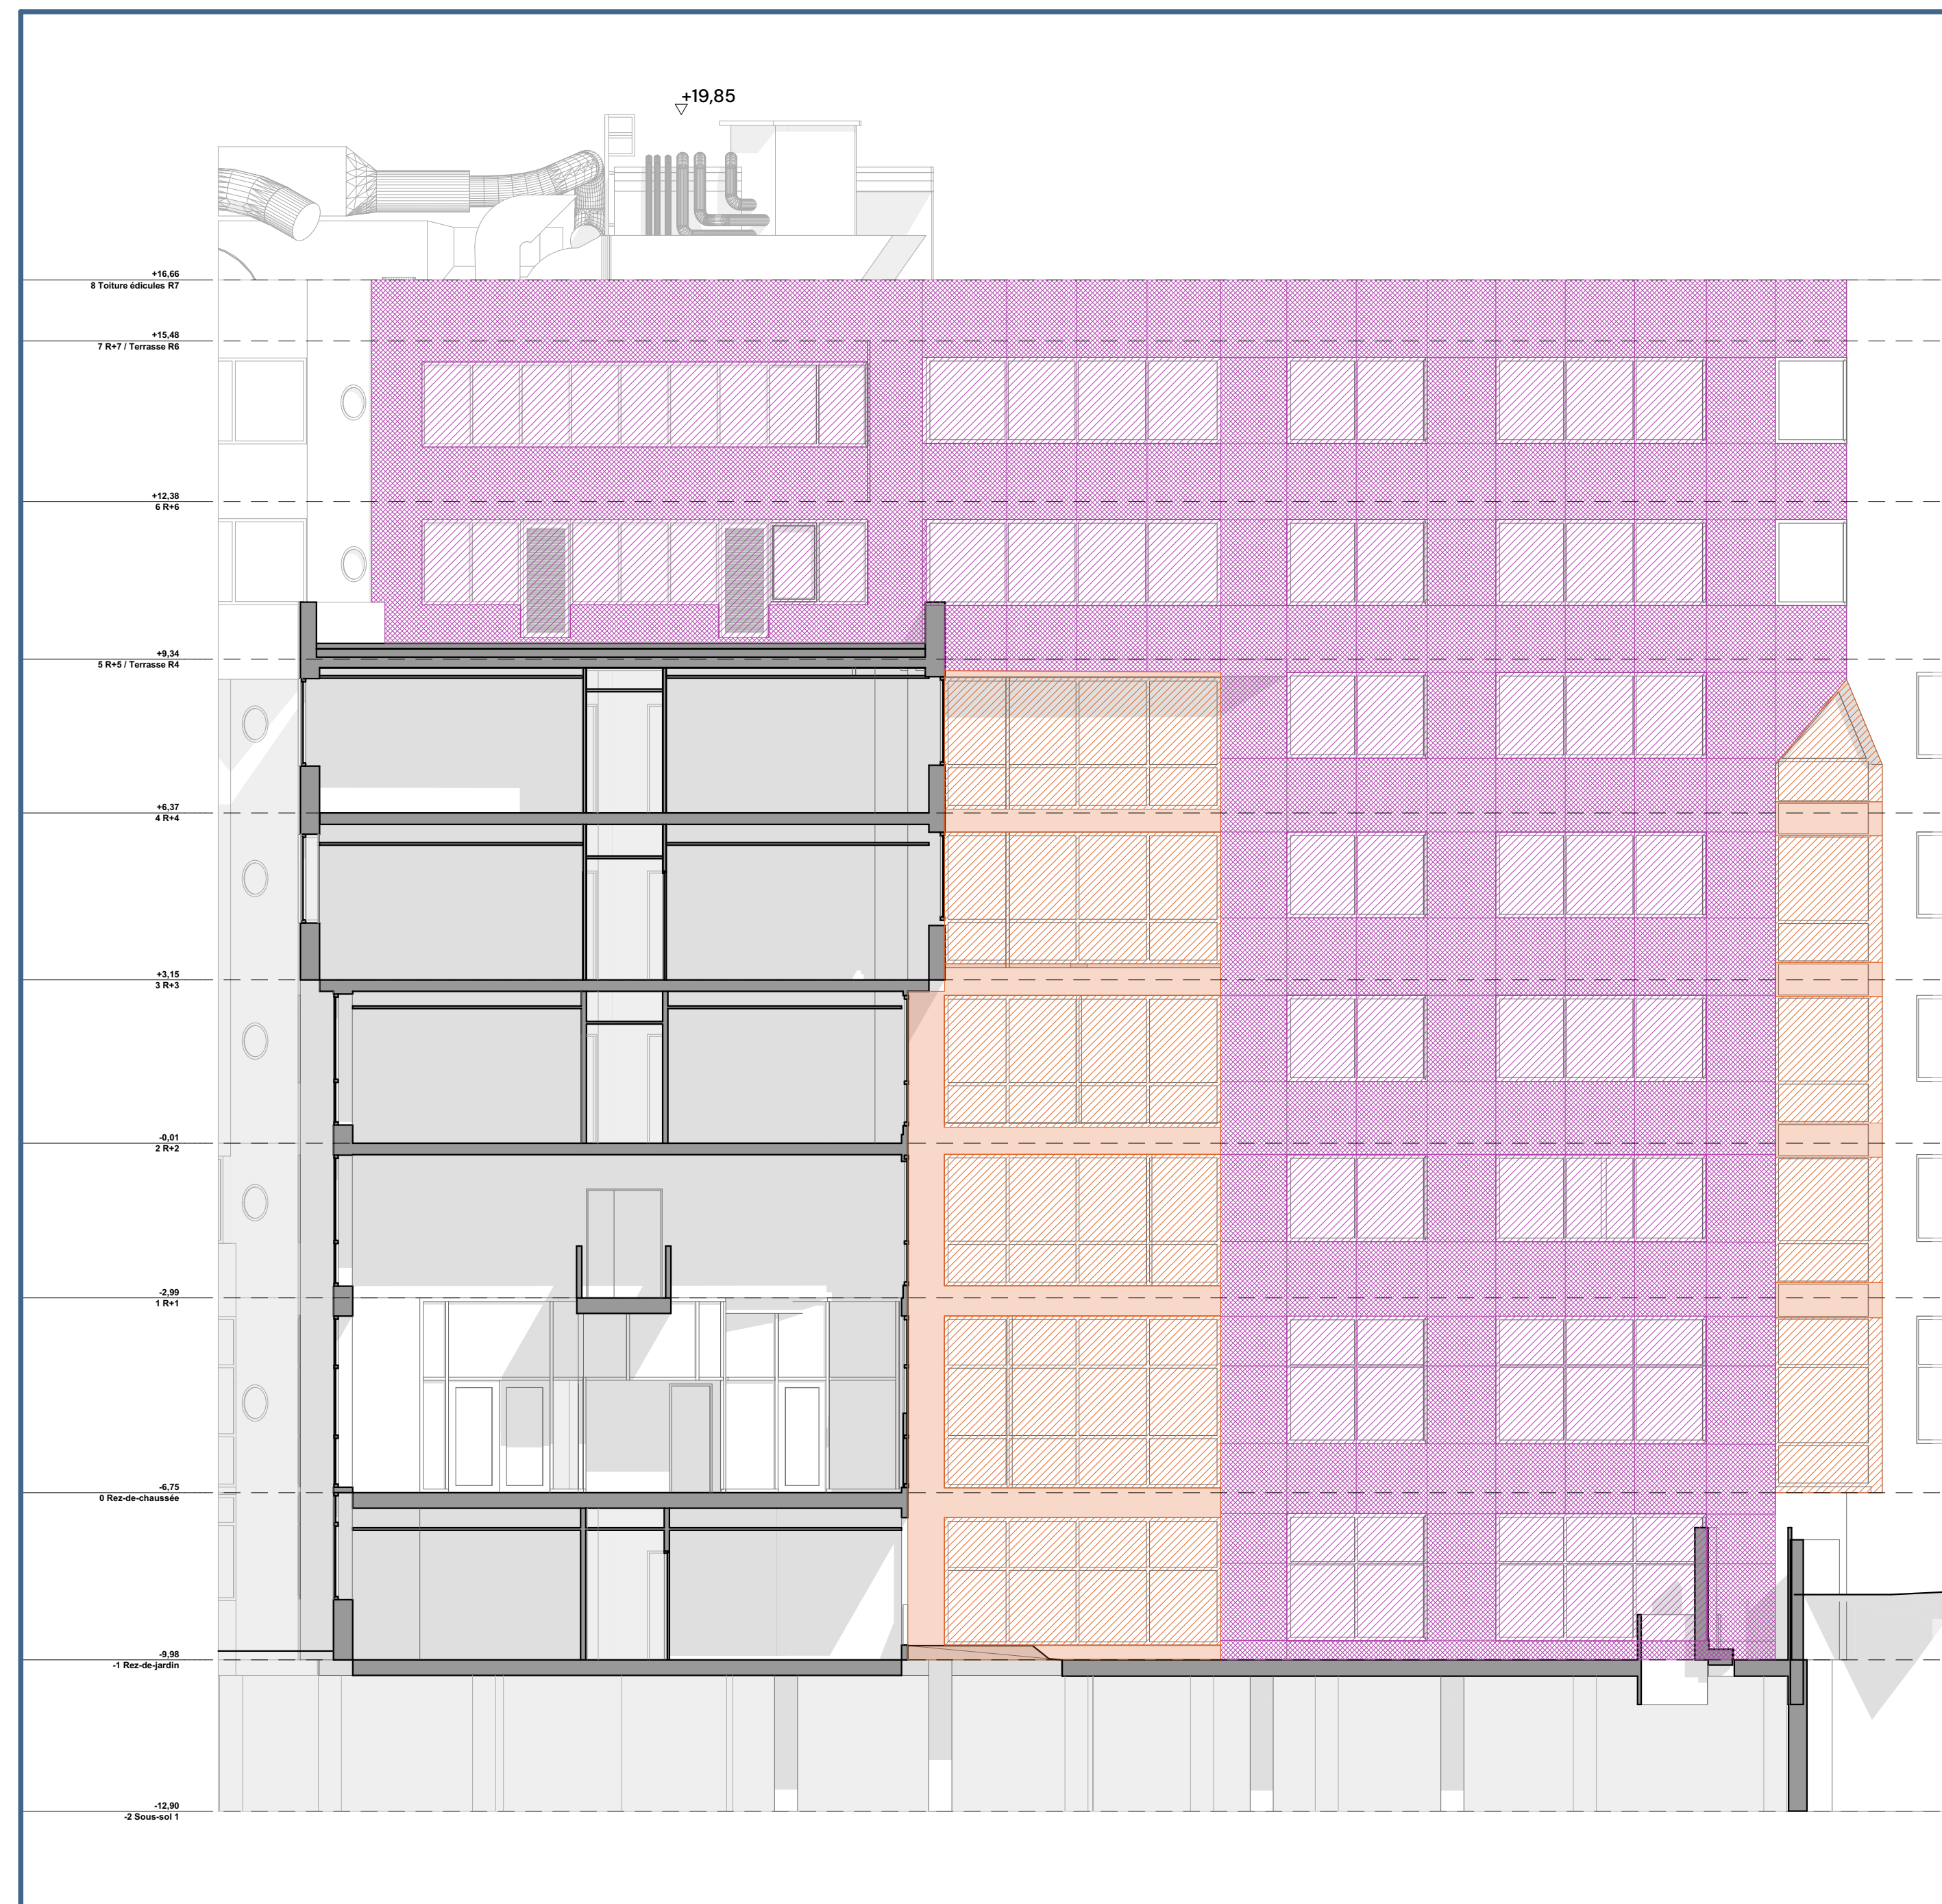 +19,85
+16,66
8 Toiture édicules R7
+15,48
7 R+7 / Terrasse R6
+12,38
6 R+6
+9,34
5 R+5 / Terrasse R4
+6,37
4 R+4
+3,15
3 R+3
-0,01
2 R+2
-2,99
1 R+1
-6,75
0 Rez-de-chaussée
-9,98
-1 Rez-de-jardin
-12,90
-2 Sous-sol 1